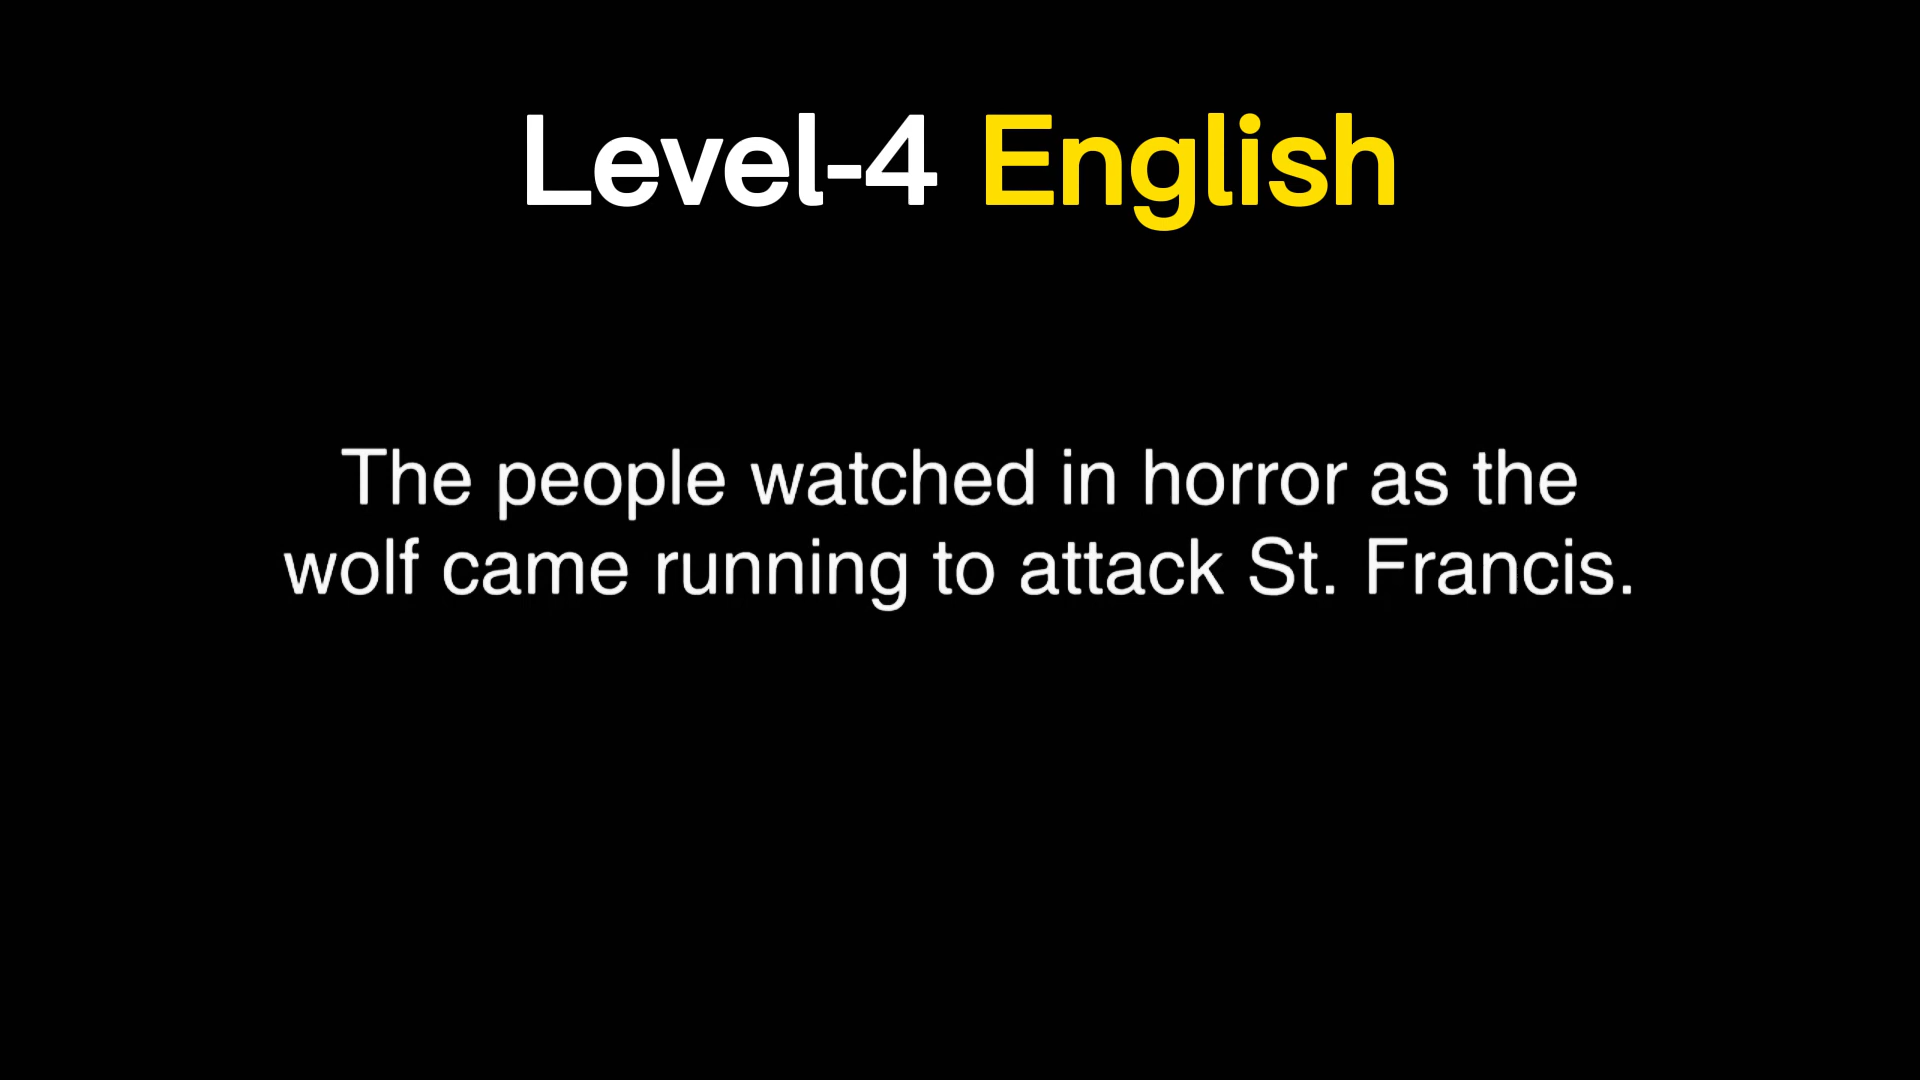 Level-4 English
The people watched in horror as the
wolf came running to attack St. Francis.